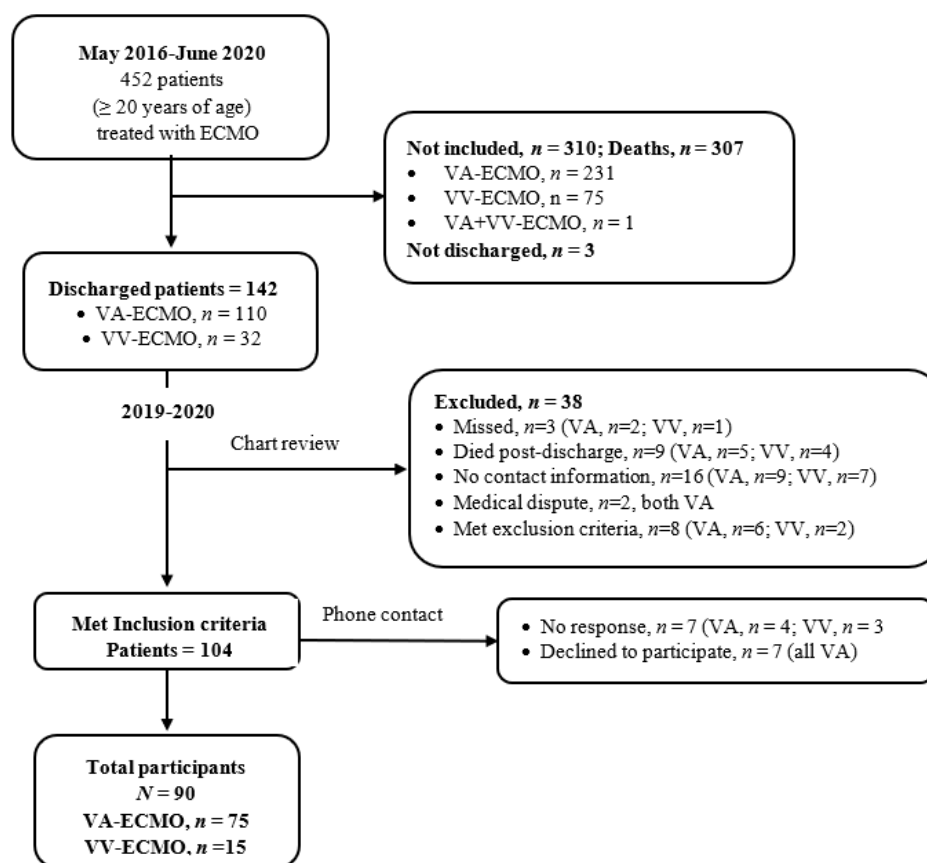 May 2016-June 2020
452 patients
(≥ 20 years of age)
treated with ECMO
Not included, n = 310; Deaths, n = 307
• VA-ECMO, n = 231
• VV-ECMO, n = 75
• VA+VV-ECMO, n = 1
Not discharged, n = 3
Discharged patients = 142
• VA-ECMO, n = 110
• VV-ECMO, n = 32
2019-2020
Chart review
Excluded, n = 38
• Missed, n=3 (VA, n=2; VV, n=1)
• Died post-discharge, n=9 (VA, n=5; VV, n=4)
• No contact information, n=16 (VA, n=9; VV, n=7)
• Medical dispute, n=2, both VA
• Met exclusion criteria, n=8 (VA, n=6; VV, n=2)
Met Inclusion criteria
Patients = 104
Phone contact
• No response, n = 7 (VA, n = 4; VV, n = 3
• Declined to participate, n = 7 (all VA)
Total participants
N = 90
VA-ECMO, n = 75
VV-ECMO, n =15